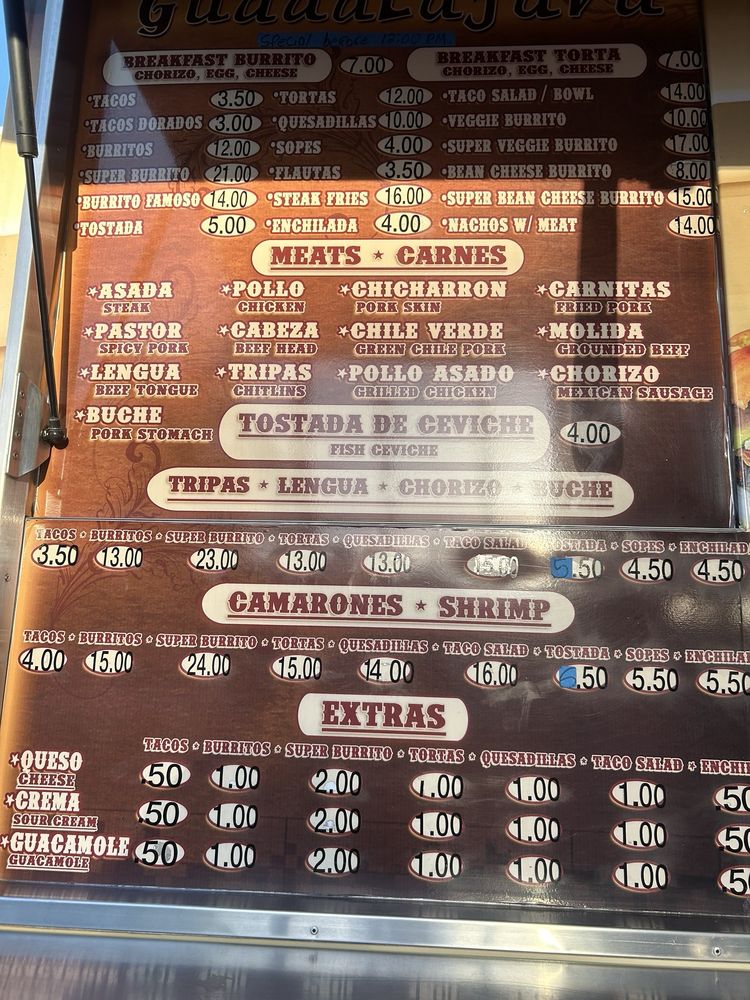 Guadalajara
Special before 12:00 PM.
BREAKFAST BURRITO 7.00 BREAKFAST TORTA 7.00
CHORIZO, EGG, CHEESE CHORIZO, EGG, CHEESE
•TACOS 3.50 •TORTAS 12.00 •TACO SALAD / BOWL 14.00
•TACOS DORADOS 3.00 •QUESADILLAS 10.00 •VEGGIE BURRITO 10.00
•BURRITOS 12.00 •SOPES 4.00 •SUPER VEGGIE BURRITO 17.00
•SUPER BURRITO 21.00 •FLAUTAS 3.50 •BEAN CHEESE BURRITO 8.00
•BURRITO FAMOSO 14.00 •STEAK FRIES 16.00 •SUPER BEAN CHEESE BURRITO 15.00
•TOSTADA 5.00 •ENCHILADA 4.00 •NACHOS W/ MEAT 14.00
MEATS ★ CARNES
★ASADA ★POLLO ★CHICHARRON ★CARNITAS
STEAK CHICKEN PORK SKIN FRIED PORK
★PASTOR ★CABEZA ★CHILE VERDE ★MOLIDA
SPICY PORK BEEF HEAD GREEN CHILE PORK GROUNDED BEEF
★LENGUA ★TRIPAS ★POLLO ASADO ★CHORIZO
BEEF TONGUE CHITLINS GRILLED CHICKEN MEXICAN SAUSAGE
★BUCHE
PORK STOMACH
TOSTADA DE CEVICHE 4.00
FISH CEVICHE
TRIPAS ★ LENGUA ★ CHORIZO ★ BUCHE
TACOS ★ BURRITOS ★ SUPER BURRITO ★ TORTAS ★ QUESADILLAS ★ TACO SALAD ★ TOSTADA ★ SOPES ★ ENCHILAD
3.50 13.00 23.00 13.00 13.00 15.00 5.50 4.50 4.50
CAMARONES ★ SHRIMP
TACOS ★ BURRITOS ★ SUPER BURRITO ★ TORTAS ★ QUESADILLAS ★ TACO SALAD ★ TOSTADA ★ SOPES ★ ENCHILA
4.00 15.00 24.00 15.00 14.00 16.00 6.50 5.50 5.50
EXTRAS
TACOS ★ BURRITOS ★ SUPER BURRITO ★ TORTAS ★ QUESADILLAS ★ TACO SALAD ★ ENCHI
★QUESO .50 1.00 2.00 1.00 1.00 1.00 .50
CHEESE
★CREMA .50 1.00 2.00 1.00 1.00 1.00 .50
SOUR CREAM
★GUACAMOLE .50 1.00 2.00 1.00 1.00 1.00 .50
GUACAMOLE